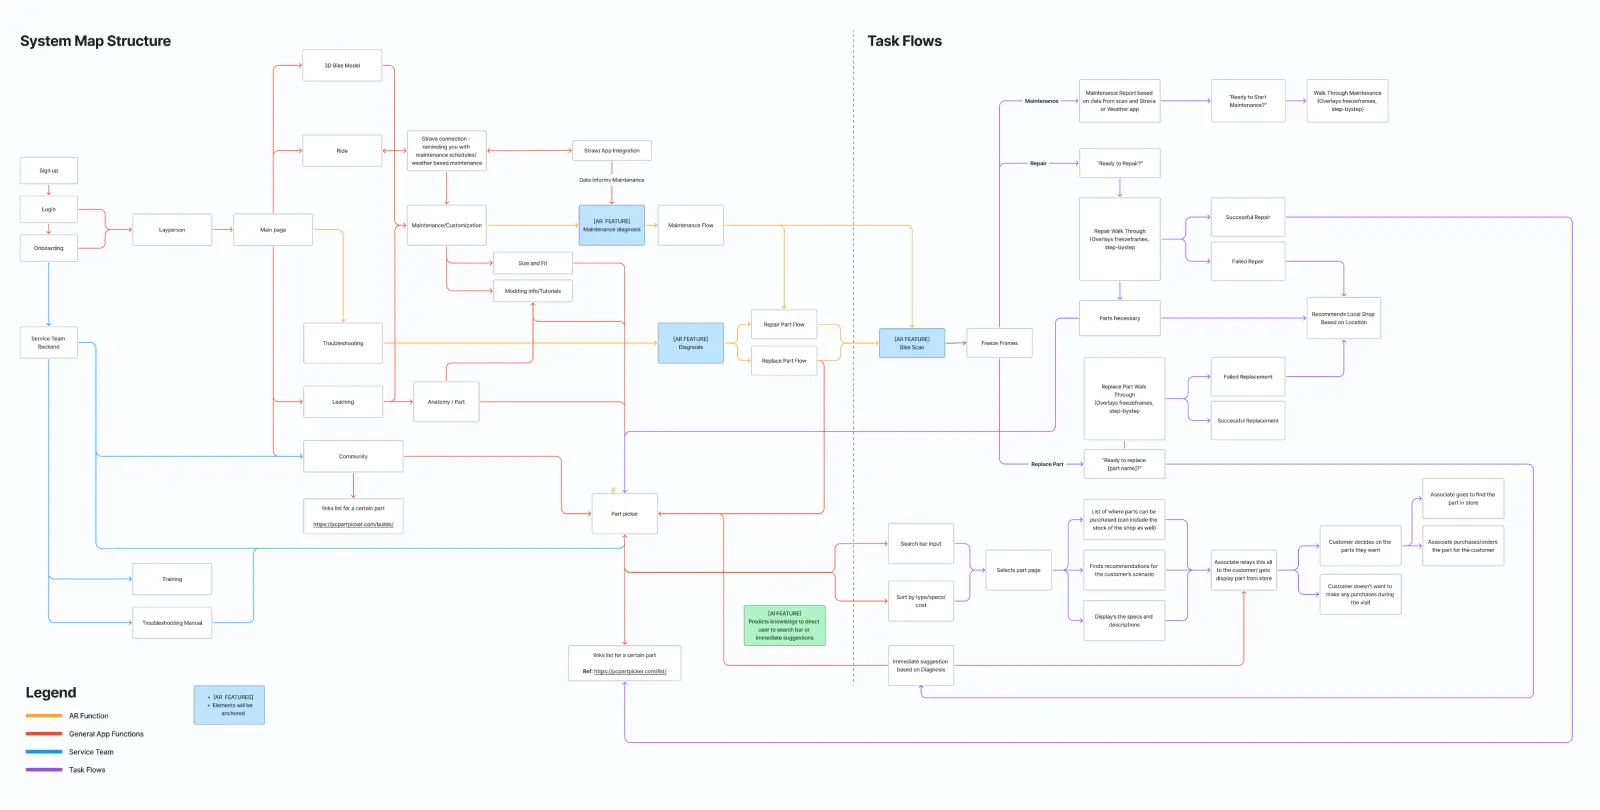 System Map Structure
Task Flows
3D Bike Model
Ride
Strava connection -
reminding you with
maintenance schedules/
weather based maintenance
Strava App Integration
Data Informs Maintenance
Sign up
Login
Onboarding
Layperson
Main page
Maintenance/Customization
[AR FEATURE]
Maintenance diagnosis
Maintenance Flow
Size and Fit
Modding Info/Tutorials
Service Team
Backend
Troubleshooting
[AR FEATURE]
Diagnosis
Repair Part Flow
Replace Part Flow
[AR FEATURE]
Bike Scan
Freeze Frames
Learning
Anatomy / Part
Community
links list for a certain part
https://pcpartpicker.com/builds/
Part picker
Training
Troubleshooting Manual
links list for a certain part
Ref: https://pcpartpicker.com/list/
[AI FEATURE]
Predicts knowledge to direct
user to search bar or
immediate suggestions
Maintenance
Maintenance Report based
on data from scan and Strava
or Weather app
"Ready to Start
Maintenance?"
Walk Through Maintenance
(Overlays freezeframes,
step-bystep)
Repair
"Ready to Repair?"
Repair Walk Through
(Overlays freezeframes,
step-bystep
Successful Repair
Failed Repair
Parts Necessary
Recommends Local Shop
Based on Location
Replace Part Walk
Through
(Overlays freezeframes,
step-bystep
Failed Replacement
Successful Replacement
Replace Part
"Ready to replace
[part name]?"
Search bar input
Sort by type/specs/
cost
Selects part page
List of where parts can be
purchased (can include the
stock of the shop as well)
Finds recommendations for
the customer's scenado
Display's the specs and
descriptions
Associate relays this all
to the customer/ gets
display part from store
Customer decides on the
parts they want
Customer doesn't want to
make any purchases during
the visit
Associate goes to find the
part in store
Associate purchases/orders
the part for the customer
Immediate suggestion
based on Diagnosis
Legend
AR Function
General App Functions
Service Team
Task Flows
• [AR FEATURES]
• Elements will be
anchored